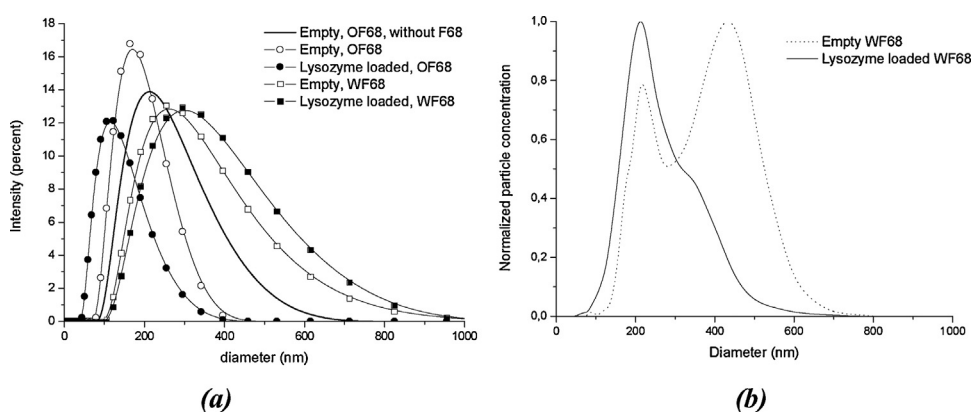 18
16
14
12
10
8
6
4
2
0
Intensity (percent)
0 200 400 600 800 1000
diameter (nm)
Empty, OF68, without F68
Empty, OF68
Lysozyme loaded, OF68
Empty, WF68
Lysozyme loaded, WF68
(a)
1,0
0,8
0,6
0,4
0,2
0,0
Normalized particle concentration
0 200 400 600 800 1000
Diameter (nm)
Empty WF68
Lysozyme loaded WF68
(b)